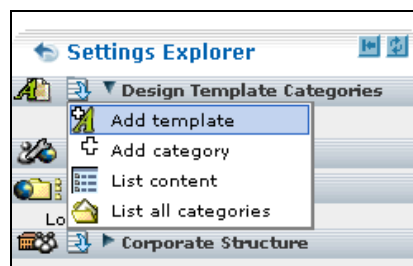 Settings Explorer
Design Template Categories
Add template
Add category
List content
Lo
List all categories
Corporate Structure